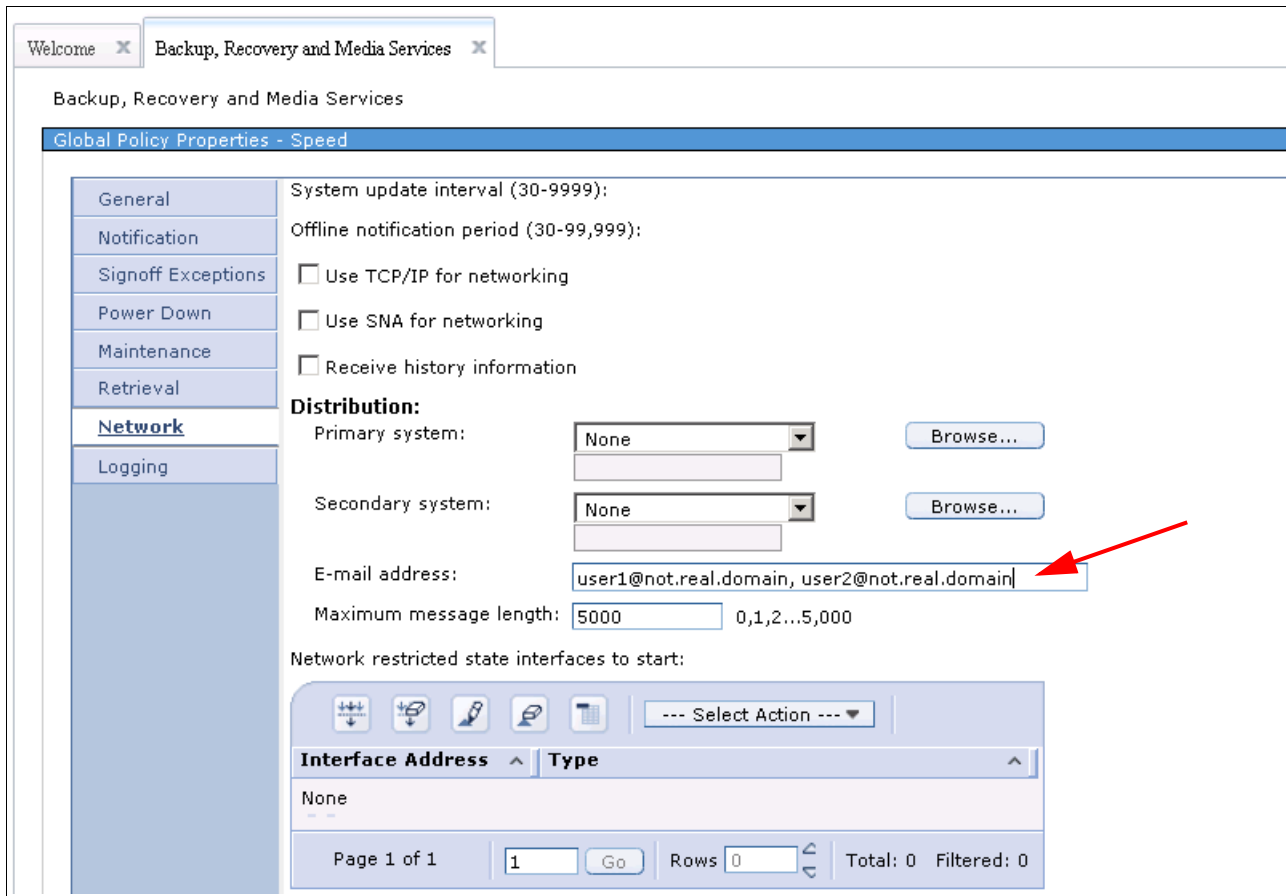 Welcome Backup, Recovery and Media Services
Backup, Recovery and Media Services
Global Policy Properties - Speed
General
Notification
Signoff Exceptions
Power Down
Maintenance
Retrieval
Network
Logging
System update interval (30-9999):
Offline notification period (30-99,999):
Use TCP/IP for networking
Use SNA for networking
Receive history information
Distribution:
Primary system: None Browse...
Secondary system: None Browse...
E-mail address: user1@not.real.domain, user2@not.real.domain
Maximum message length: 5000 0,1,2...5,000
Network restricted state interfaces to start:
--- Select Action ---
Interface Address Type
None
Page 1 of 1 1 Go Rows 0 Total: 0 Filtered: 0